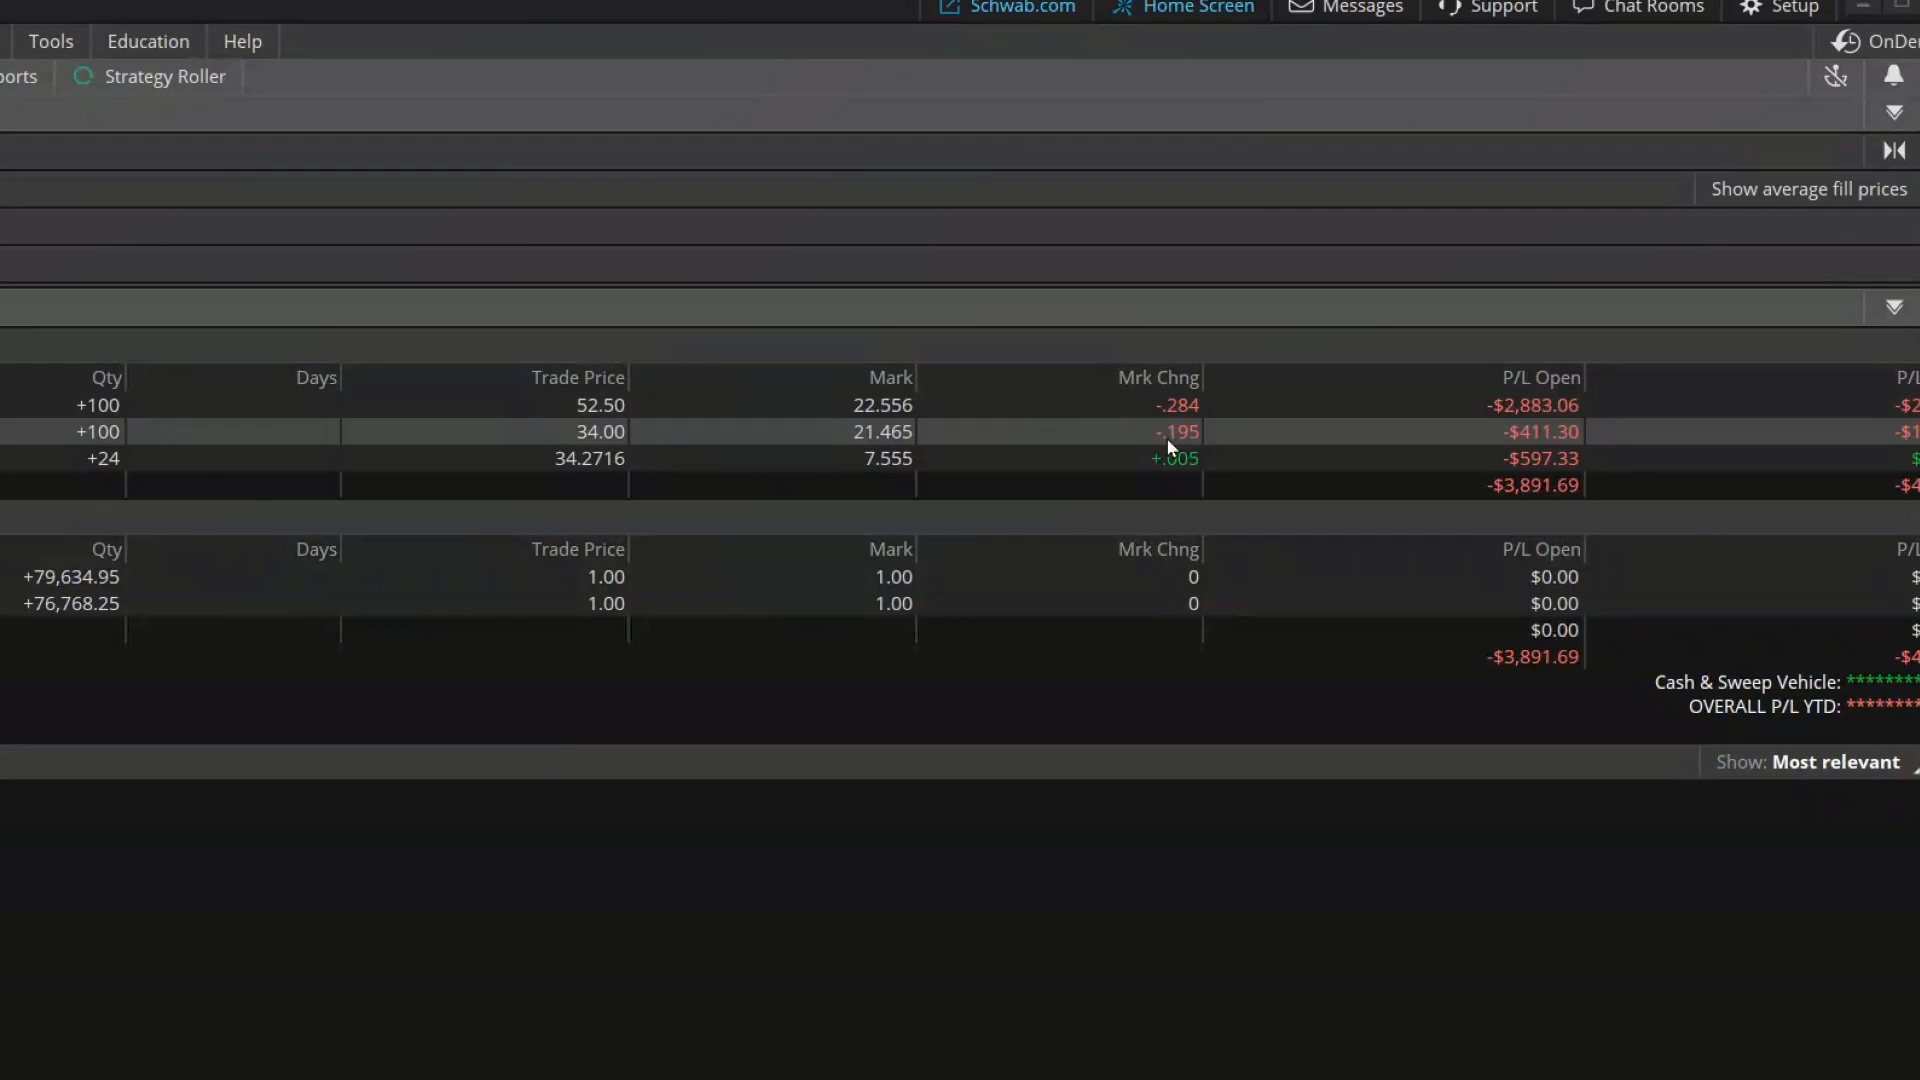 Schwab.com Home Screen Messages Support Chat Rooms Setup
Tools Education Help OnDe
ports Strategy Roller
Show average fill prices
Qty Days Trade Price Mark Mrk Chng P/L Open P/L
+100 52.50 22.556 -.284 -$2,883.06 -$2
+100 34.00 21.465 -.195 -$411.30 -$1
+24 34.2716 7.555 +.005 -$597.33 $
-$3,891.69 -$4
Qty Days Trade Price Mark Mrk Chng P/L Open P/L
+79,634.95 1.00 1.00 0 $0.00 $
+76,768.25 1.00 1.00 0 $0.00 $
$0.00 $
-$3,891.69 -$4
Cash & Sweep Vehicle: ********
OVERALL P/L YTD: ********
Show: Most relevant